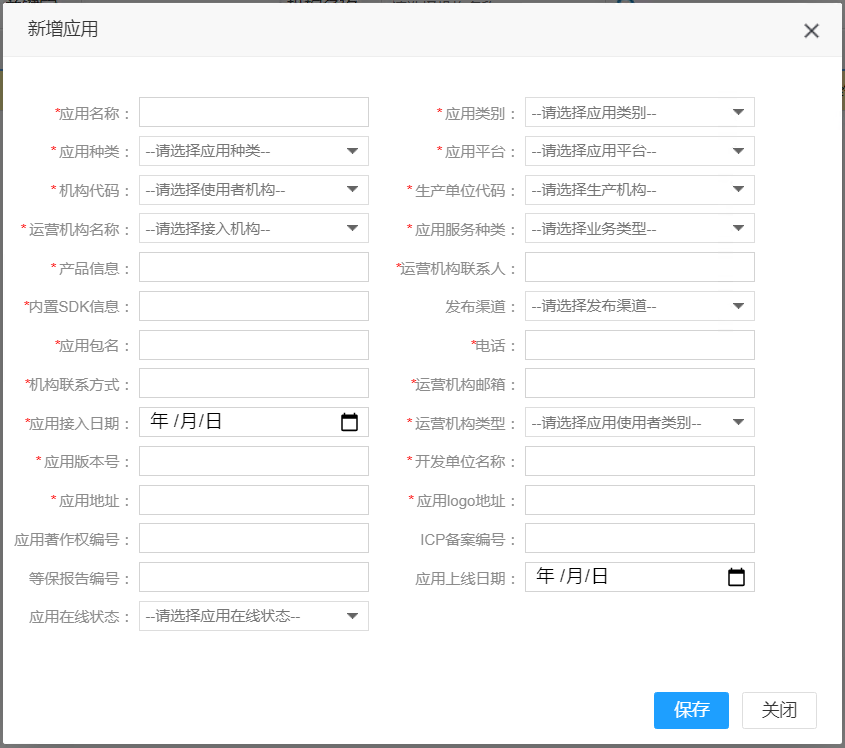 新增应用
*应用名称： *应用类别： --请选择应用类别--
*应用种类： --请选择应用种类-- *应用平台： --请选择应用平台--
*机构代码： --请选择使用者机构-- *生产单位代码： --请选择生产机构--
*运营机构名称： --请选择接入机构-- *应用服务种类： --请选择业务类型--
*产品信息： *运营机构联系人：
*内置SDK信息： 发布渠道： --请选择发布渠道--
*应用包名： *电话：
*机构联系方式： *运营机构邮箱：
*应用接入日期： 年 /月/日 *运营机构类型： --请选择应用使用者类别--
*应用版本号： *开发单位名称：
*应用地址： *应用logo地址：
应用著作权编号： ICP备案编号：
等保报告编号： 应用上线日期： 年 /月/日
应用在线状态： --请选择应用在线状态--
保存 关闭